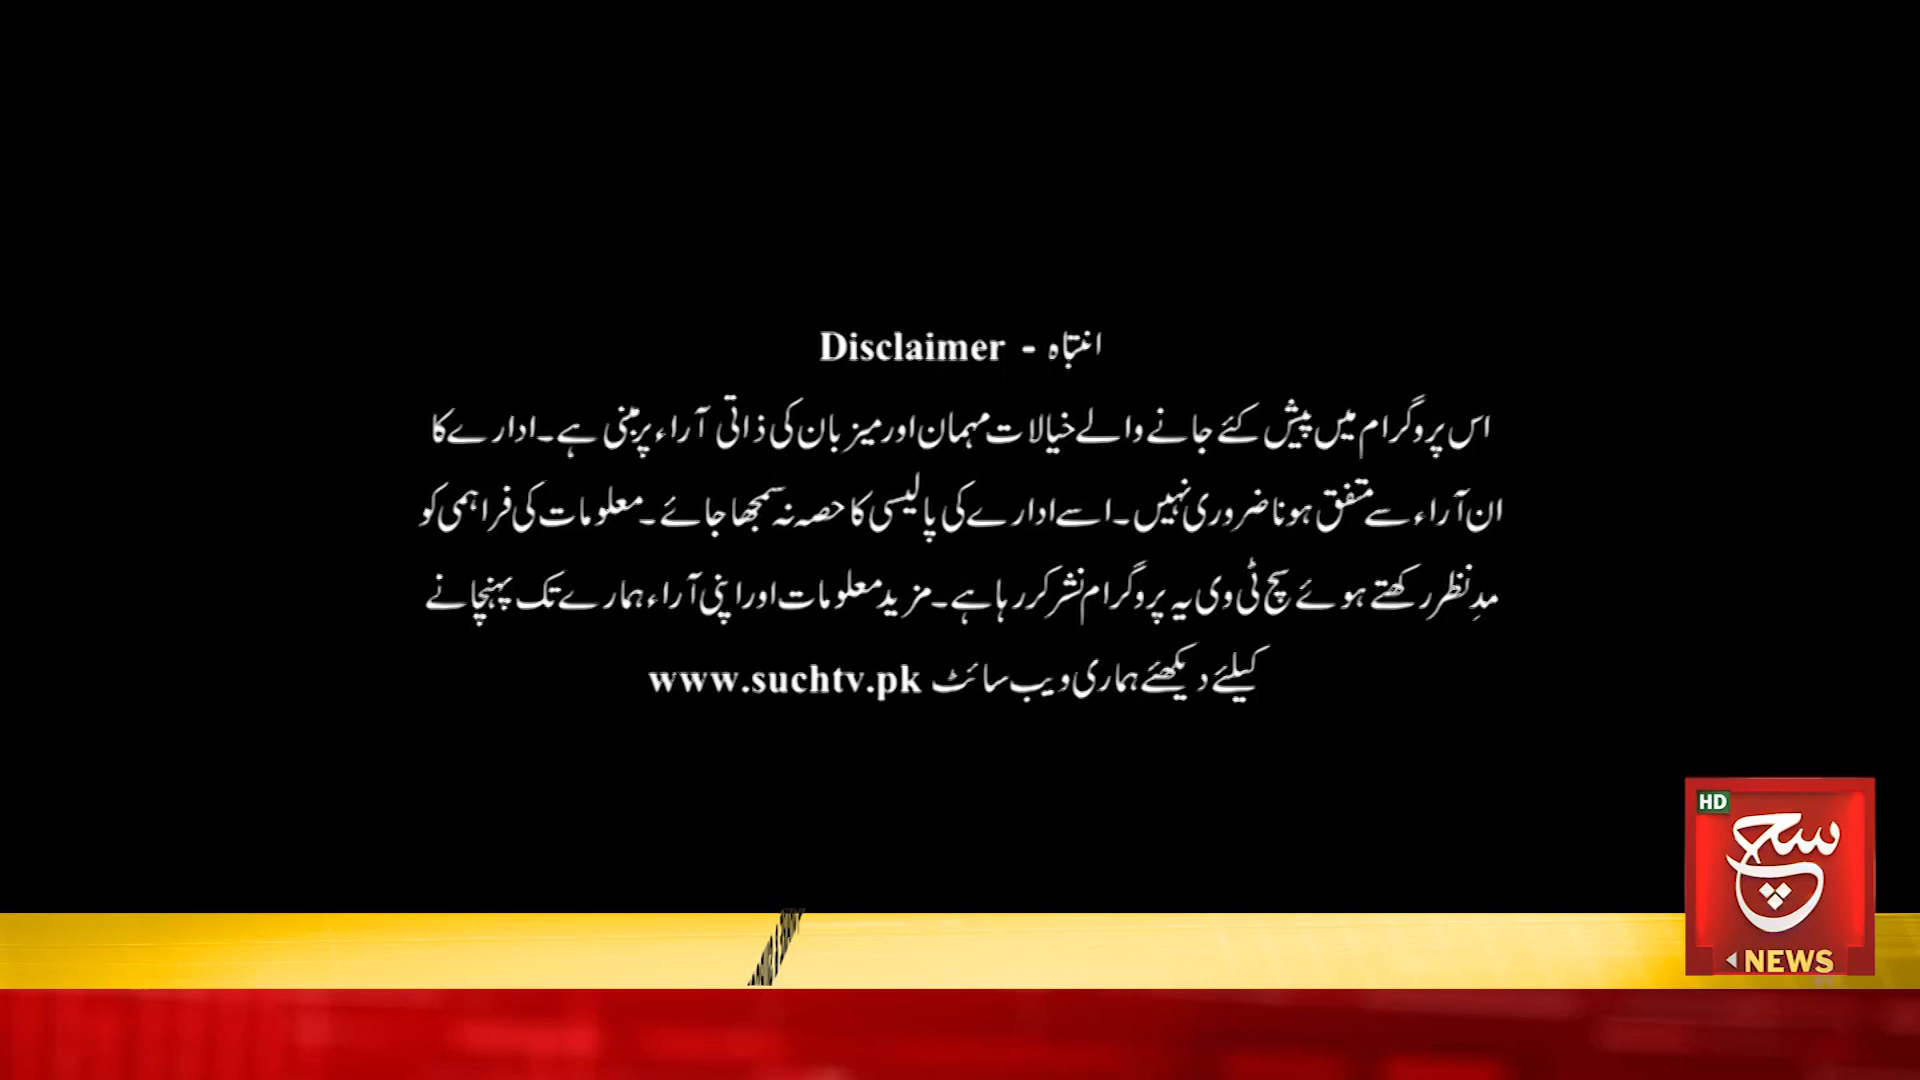 انتباہ - Disclaimer
اس پروگرام میں پیش کئے جانے والے خیالات مہمان اور میزبان کی ذاتی آراء پر مبنی ہے۔ ادارے کا
ان آراء سے متفق ہونا ضروری نہیں۔ اسے ادارے کی پالیسی کا حصہ نہ سمجھا جائے۔ معلومات کی فراہمی کو
مدِنظر رکھتے ہوئے سچ ٹی وی یہ پروگرام نشر کر رہا ہے۔ مزید معلومات اور اپنی آراء ہمارے تک پہنچانے
کیلئے دیکھئے ہماری ویب سائٹ www.suchtv.pk
HD
سچ
NEWS